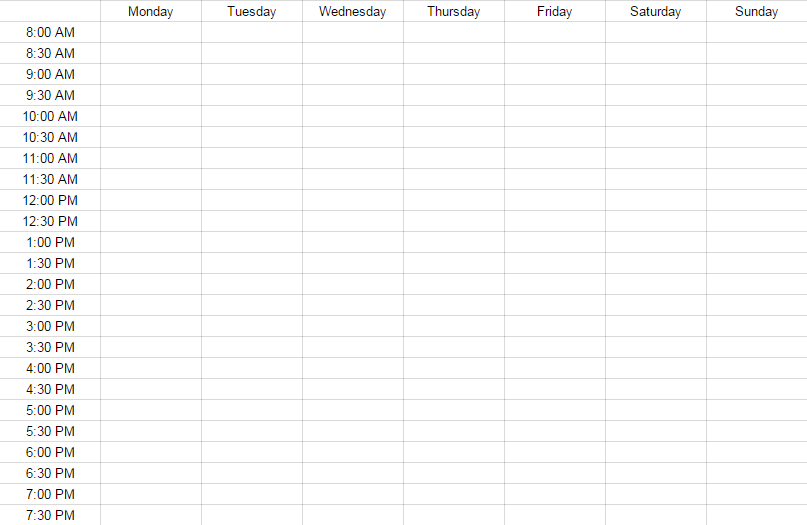 Monday Tuesday Wednesday Thursday Friday Saturday Sunday
8:00 AM
8:30 AM
9:00 AM
9:30 AM
10:00 AM
10:30 AM
11:00 AM
11:30 AM
12:00 PM
12:30 PM
1:00 PM
1:30 PM
2:00 PM
2:30 PM
3:00 PM
3:30 PM
4:00 PM
4:30 PM
5:00 PM
5:30 PM
6:00 PM
6:30 PM
7:00 PM
7:30 PM